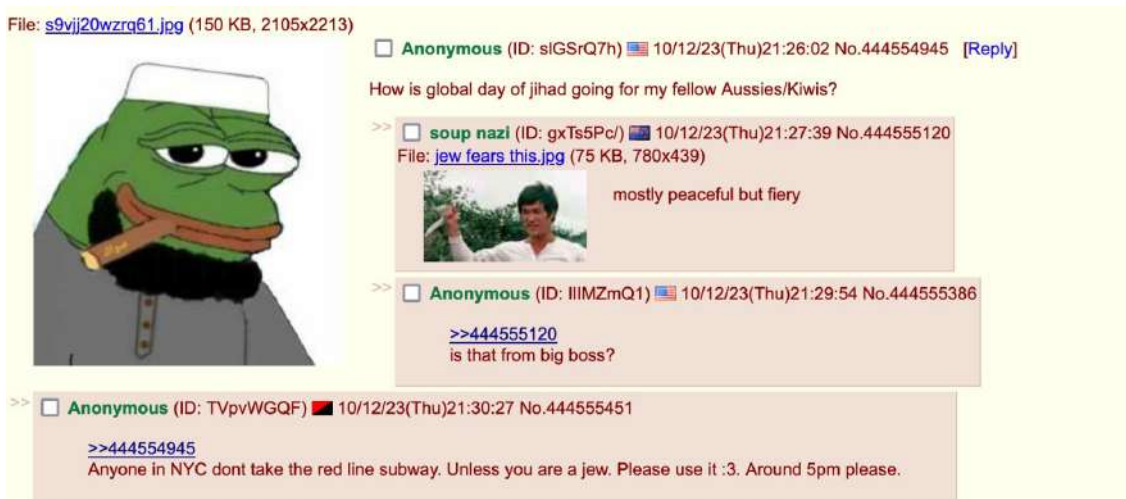 File: s9vjj20wzrq61.jpg (150 KB, 2105x2213)
Anonymous (ID: slGSrQ7h) 10/12/23(Thu)21:26:02 No.444554945 [Reply]
How is global day of jihad going for my fellow Aussies/Kiwis?
>> soup nazi (ID: gxTs5Pc/) 10/12/23(Thu)21:27:39 No.444555120
File: jew fears this.jpg (75 KB, 780x439)
mostly peaceful but fiery
>> Anonymous (ID: IIIMZmQ1) 10/12/23(Thu)21:29:54 No.444555386
>>444555120
is that from big boss?
>> Anonymous (ID: TVpvWGQF) 10/12/23(Thu)21:30:27 No.444555451
>>444554945
Anyone in NYC dont take the red line subway. Unless you are a jew. Please use it :3. Around 5pm please.